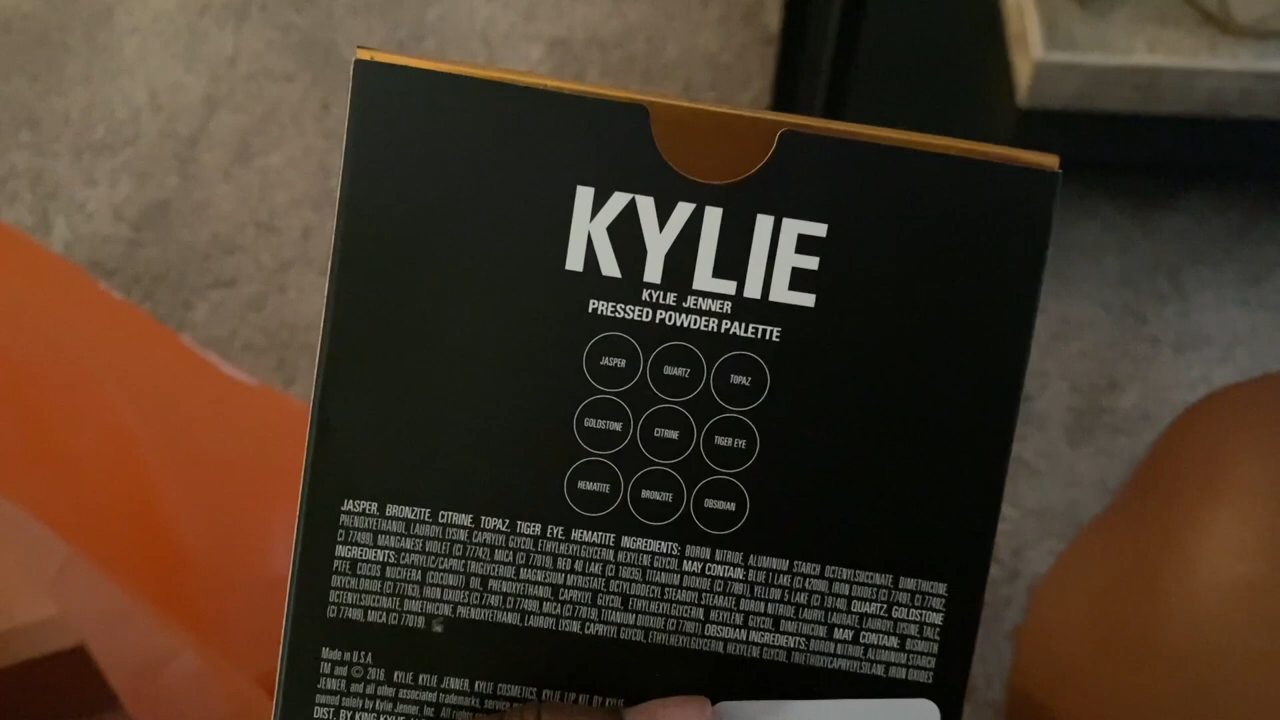 KYLIE
KYLIE JENNER
PRESSED POWDER PALETTE
JASPER QUARTZ TOPAZ
GOLDSTONE CITRINE TIGER EYE
HEMATITE BRONZITE OBSIDIAN
JASPER, BRONZITE, CITRINE, TOPAZ, TIGER EYE, HEMATITE INGREDIENTS: BORON NITRIDE, ALUMINUM STARCH OCTENYLSUCCINATE, DIMETHICONE,
PHENOXYETHANOL, LAUROYL LYSINE, CAPRYLYL GLYCOL, ETHYLHEXYLGLYCERIN, HEXYLENE GLYCOL. MAY CONTAIN: BLUE 1 LAKE (CI 42090), IRON OXIDES (CI 77491, CI 77492,
CI 77499), MANGANESE VIOLET (CI 77742), MICA (CI 77019), RED 40 LAKE (CI 16035), TITANIUM DIOXIDE (CI 77891), YELLOW 5 LAKE (CI 19140). QUARTZ, GOLDSTONE
INGREDIENTS: CAPRYLIC/CAPRIC TRIGLYCERIDE, MAGNESIUM MYRISTATE, OCTYLDODECYL STEAROYL STEARATE, BORON NITRIDE, LAURYL LAURATE, LAUROYL LYSINE, TALC,
PTFE, COCOS NUCIFERA (COCONUT) OIL, PHENOXYETHANOL, CAPRYLYL GLYCOL, ETHYLHEXYLGLYCERIN, HEXYLENE GLYCOL, DIMETHICONE. MAY CONTAIN: BISMUTH
OXYCHLORIDE (CI 77163), IRON OXIDES (CI 77491, CI 77499), MICA (CI 77019), TITANIUM DIOXIDE (CI 77891). OBSIDIAN INGREDIENTS: BORON NITRIDE, ALUMINUM STARCH
OCTENYLSUCCINATE, DIMETHICONE, PHENOXYETHANOL, LAUROYL LYSINE, CAPRYLYL GLYCOL, ETHYLHEXYLGLYCERIN, HEXYLENE GLYCOL, TRIETHOXYCAPRYLYLSILANE, IRON OXIDES
(CI 77499), MICA (CI 77019).
Made in U.S.A.
TM and © 2016. KYLIE, KYLIE JENNER, KYLIE COSMETICS, KYLIE LIP KIT BY KYLIE
JENNER, and all other associated trademarks, service
owned solely by Kylie Jenner, Inc. All rights
DIST. BY KING KYLIE